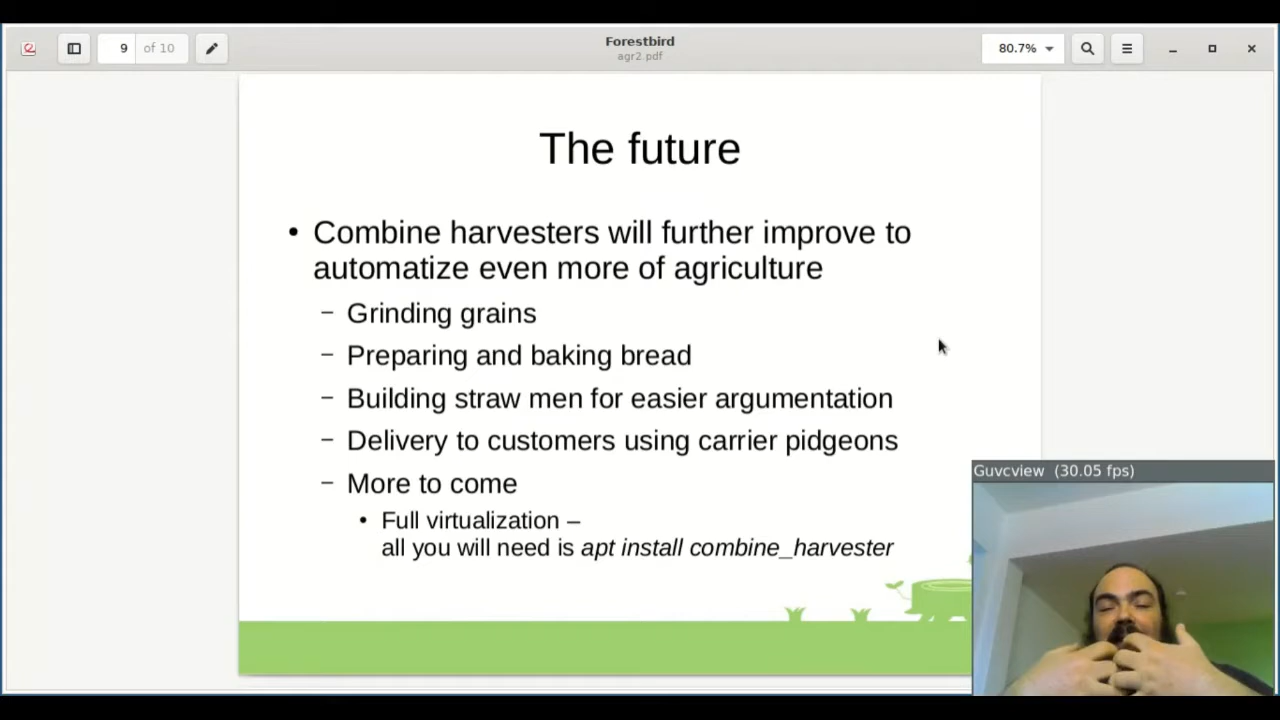 Forestbird
9 of 10
agr2.pdf
80.7%
The future
• Combine harvesters will further improve to
automatize even more of agriculture
– Grinding grains
– Preparing and baking bread
– Building straw men for easier argumentation
– Delivery to customers using carrier pidgeons
– More to come
• Full virtualization –
all you will need is apt install combine_harvester
Guvcview (30.05 fps)